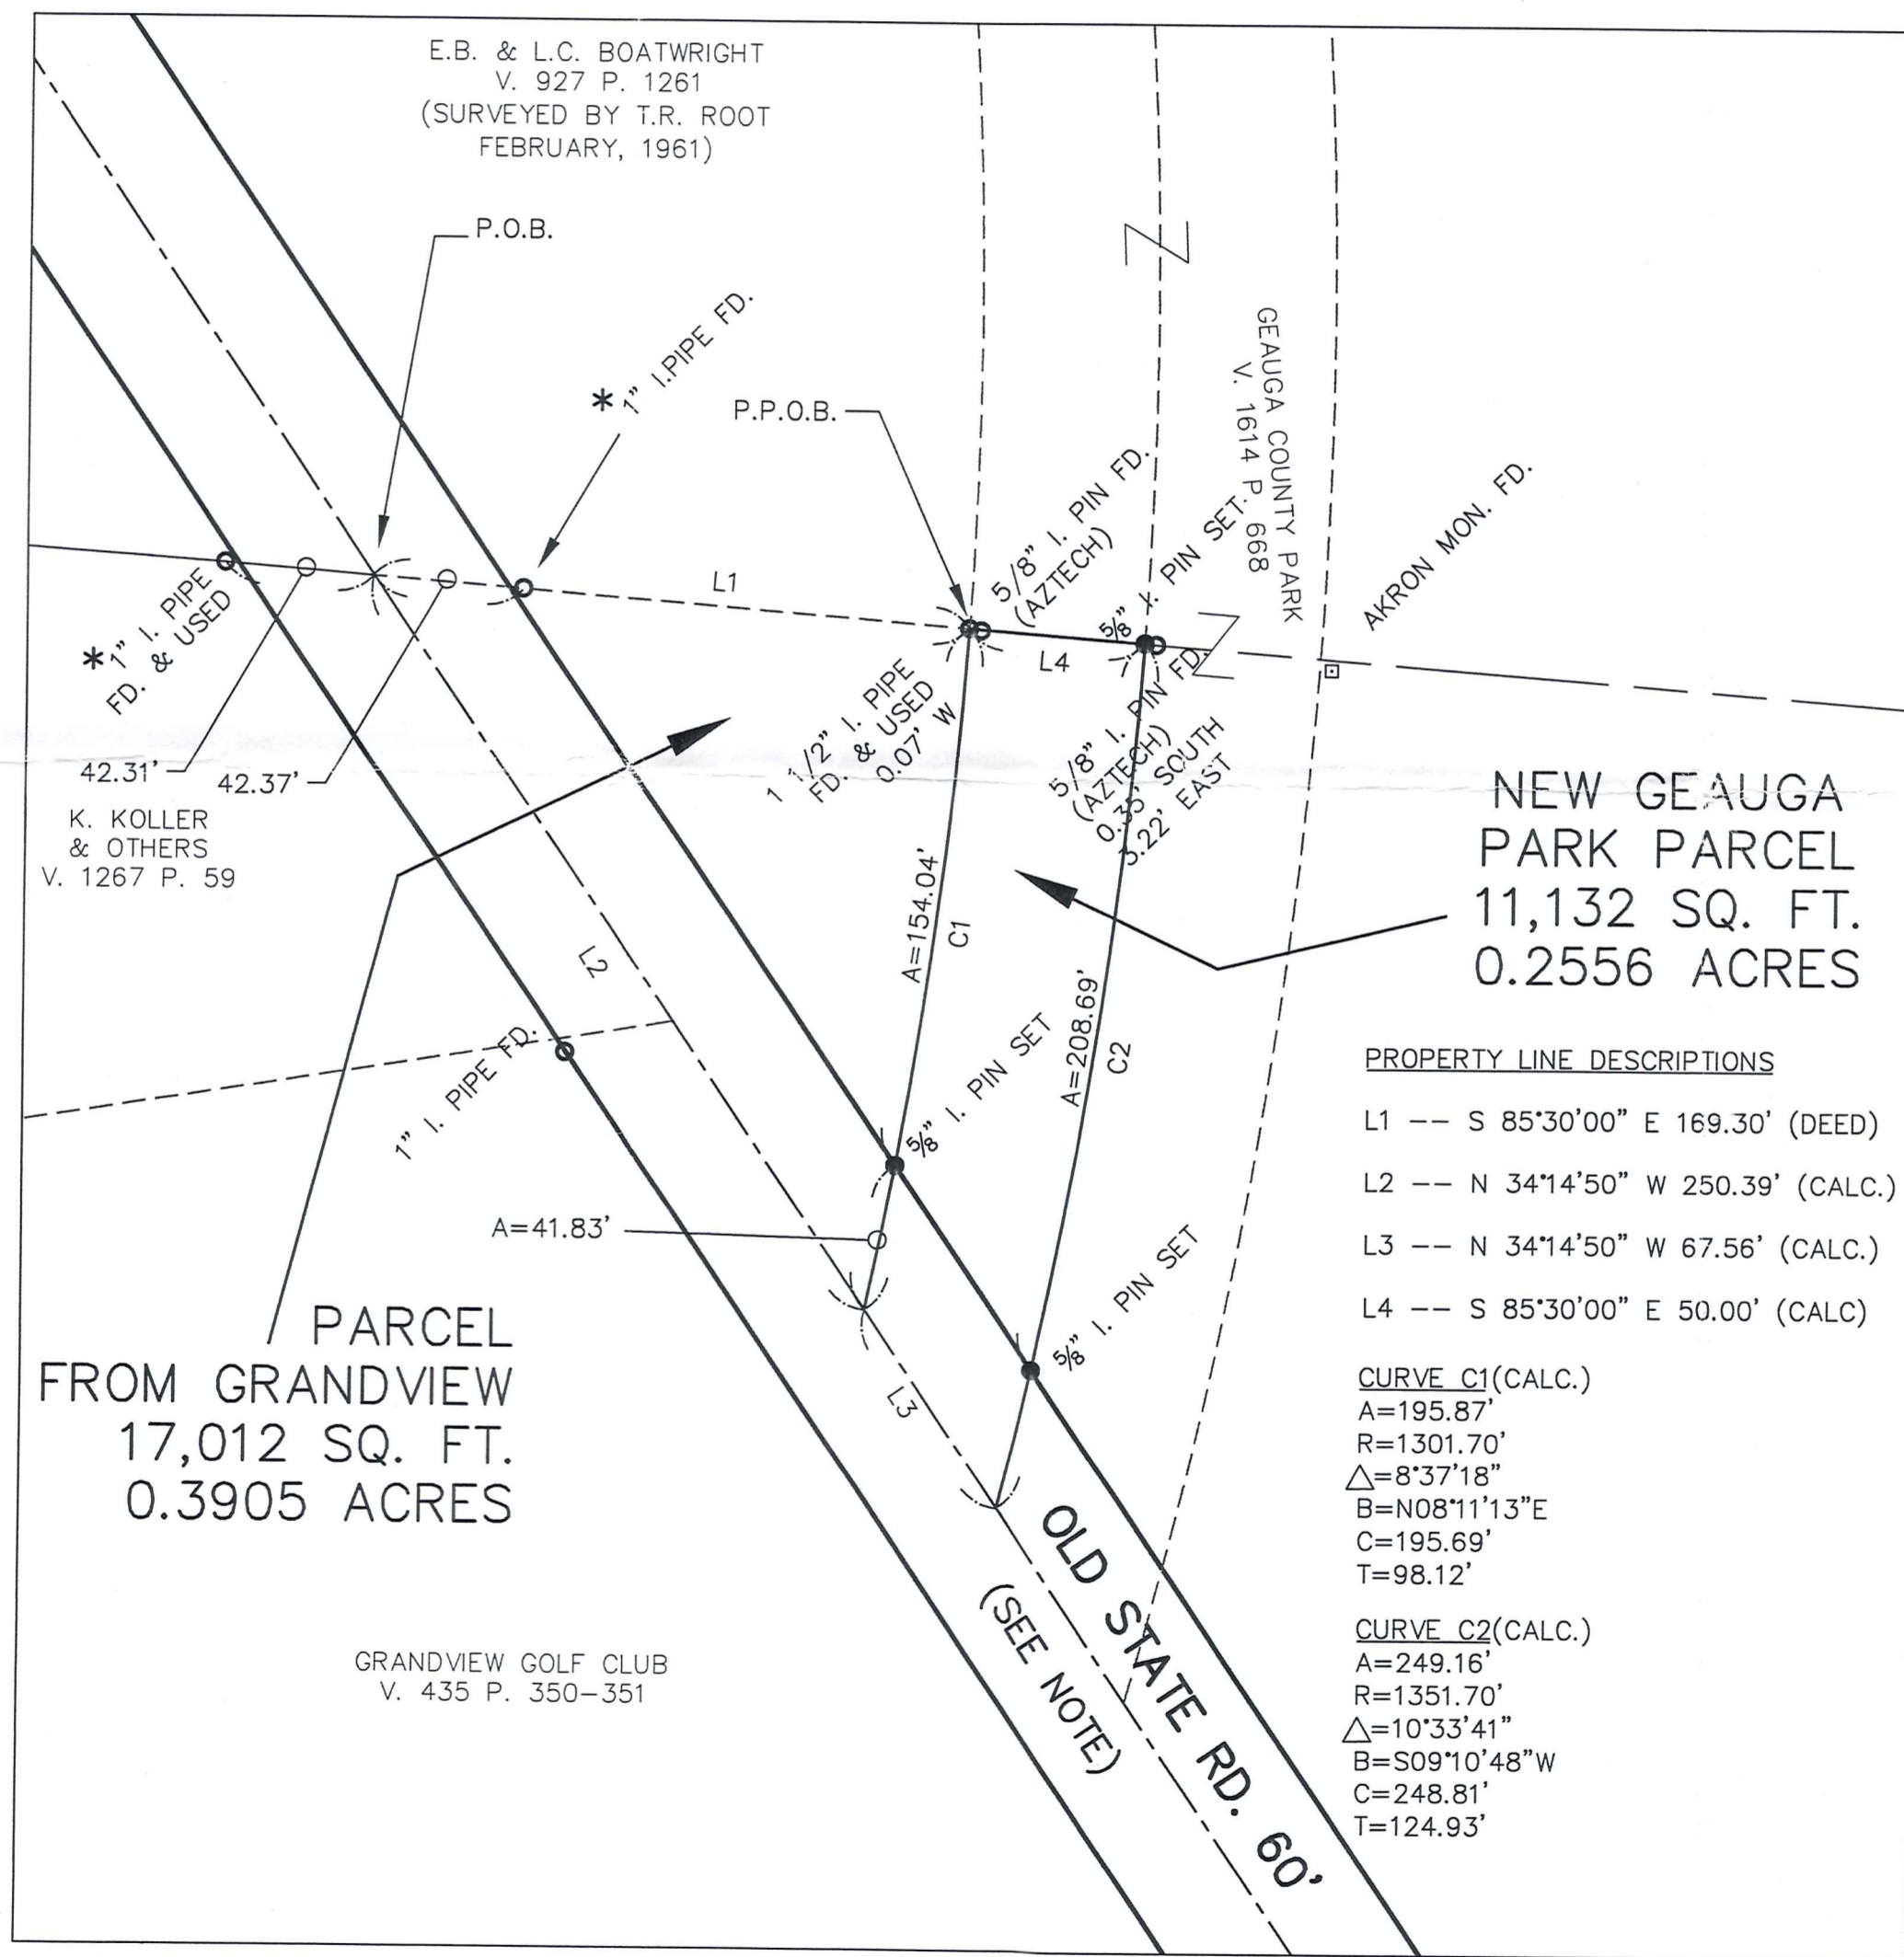 E.B. & L.C. BOATWRIGHT
V. 927 P. 1261
(SURVEYED BY T.R. ROOT
FEBRUARY, 1961)
P.O.B.
* 1" I.PIPE FD.
P.P.O.B.
GEAUGA COUNTY PARK
V. 1614 P. 668
5/8" I. PIN FD.
(AZTECH)
5/8" I. PIN SET.
AKRON MON. FD.
L1
L4
* 1" I. PIPE
FD. & USED
42.31'
42.37'
K. KOLLER
& OTHERS
V. 1267 P. 59
1 1/2" I. PIPE
FD. & USED
0.07' W
5/8" I. PIN FD.
(AZTECH)
0.35' SOUTH
3.22' EAST
NEW GEAUGA
PARK PARCEL
11,132 SQ. FT.
0.2556 ACRES
A=154.04'
C1
L2
A=208.69'
C2
1" I. PIPE FD.
5/8" I. PIN SET
A=41.83'
5/8" I. PIN SET
L3
PARCEL
FROM GRANDVIEW
17,012 SQ. FT.
0.3905 ACRES
GRANDVIEW GOLF CLUB
V. 435 P. 350-351
OLD STATE RD. 60'
(SEE NOTE)
PROPERTY LINE DESCRIPTIONS
L1 -- S 85°30'00" E 169.30' (DEED)
L2 -- N 34°14'50" W 250.39' (CALC.)
L3 -- N 34°14'50" W 67.56' (CALC.)
L4 -- S 85°30'00" E 50.00' (CALC)
CURVE C1(CALC.)
A=195.87'
R=1301.70'
△=8°37'18"
B=N08°11'13"E
C=195.69'
T=98.12'
CURVE C2(CALC.)
A=249.16'
R=1351.70'
△=10°33'41"
B=S09°10'48"W
C=248.81'
T=124.93'